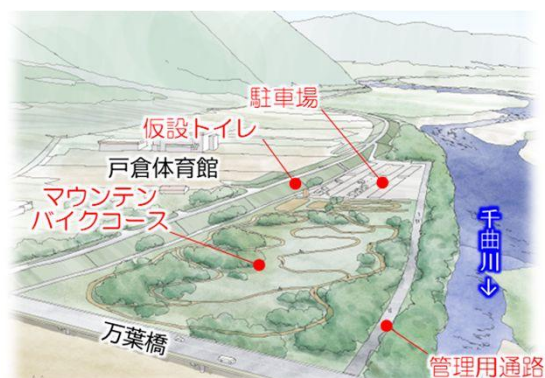 駐車場
仮設トイレ
戸倉体育館
マウンテン
バイクコース
千曲川↓
万葉橋
管理用通路